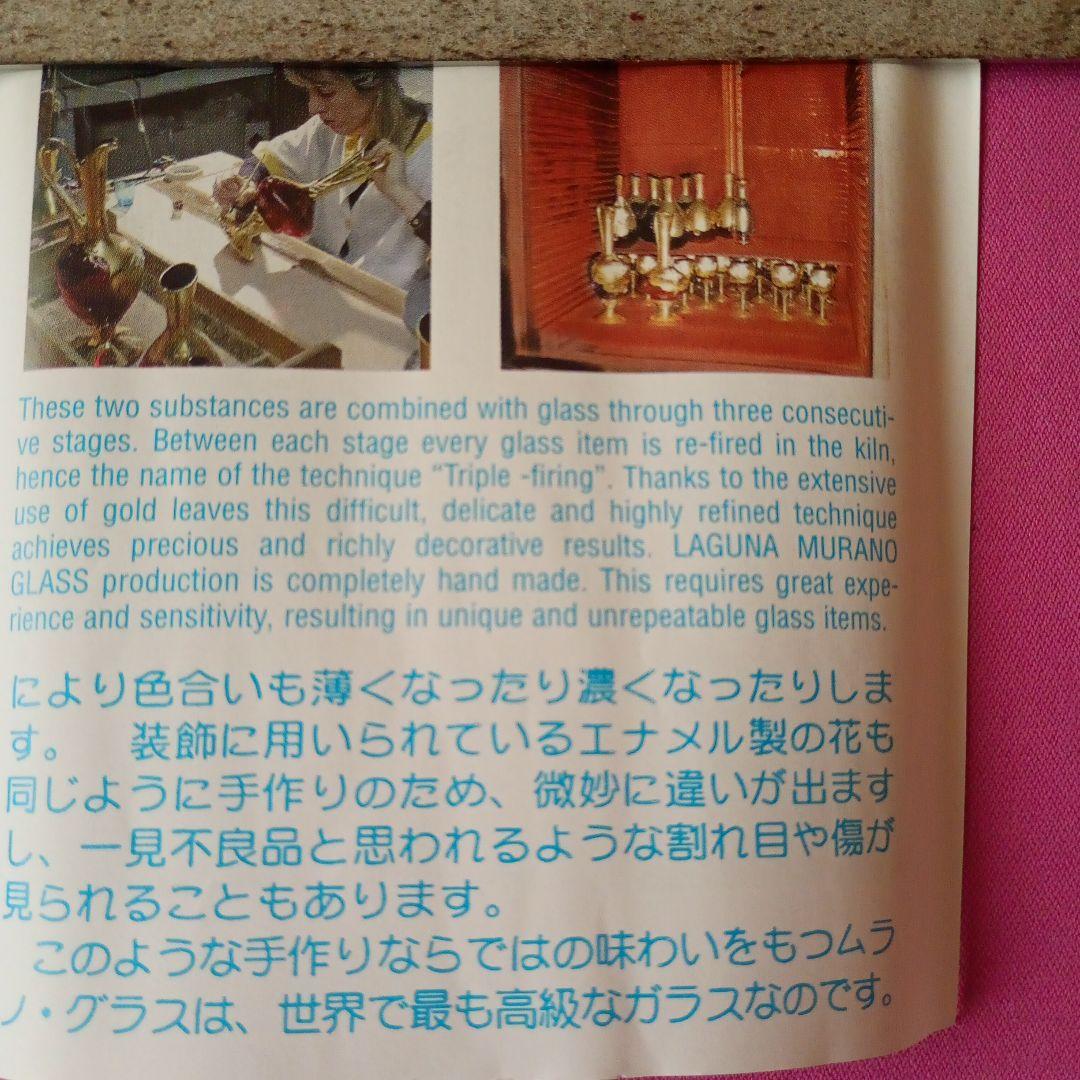 These two substances are combined with glass through three consecuti-
ve stages. Between each stage every glass item is re-fired in the kiln,
hence the name of the technique “Triple -firing”. Thanks to the extensive
use of gold leaves this difficult, delicate and highly refined technique
achieves precious and richly decorative results. LAGUNA MURANO
GLASS production is completely hand made. This requires great expe-
rience and sensitivity, resulting in unique and unrepeatable glass items.
により色合いも薄くなったり濃くなったりしま
す。 装飾に用いられているエナメル製の花も
同じように手作りのため、微妙に違いが出ます
し、一見不良品と思われるような割れ目や傷が
見られることもあります。
このような手作りならではの味わいをもつムラ
ノ・グラスは、世界で最も高級なガラスなのです。